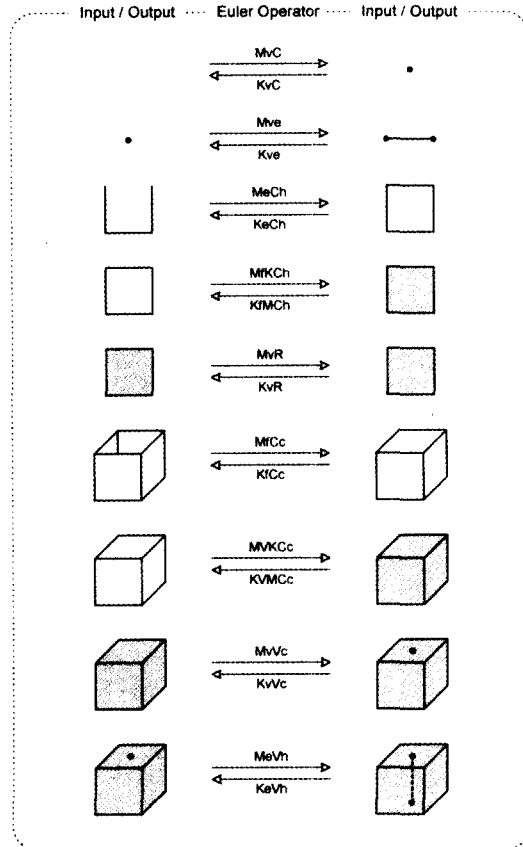 Input / Output Euler Operator Input / Output
MvC
KvC
Mve
Kve
MeCh
KeCh
MfKCh
KfMCh
MvR
KvR
MfCc
KfCc
MVKCc
KVMCc
MvVc
KvVc
MeVh
KeVh